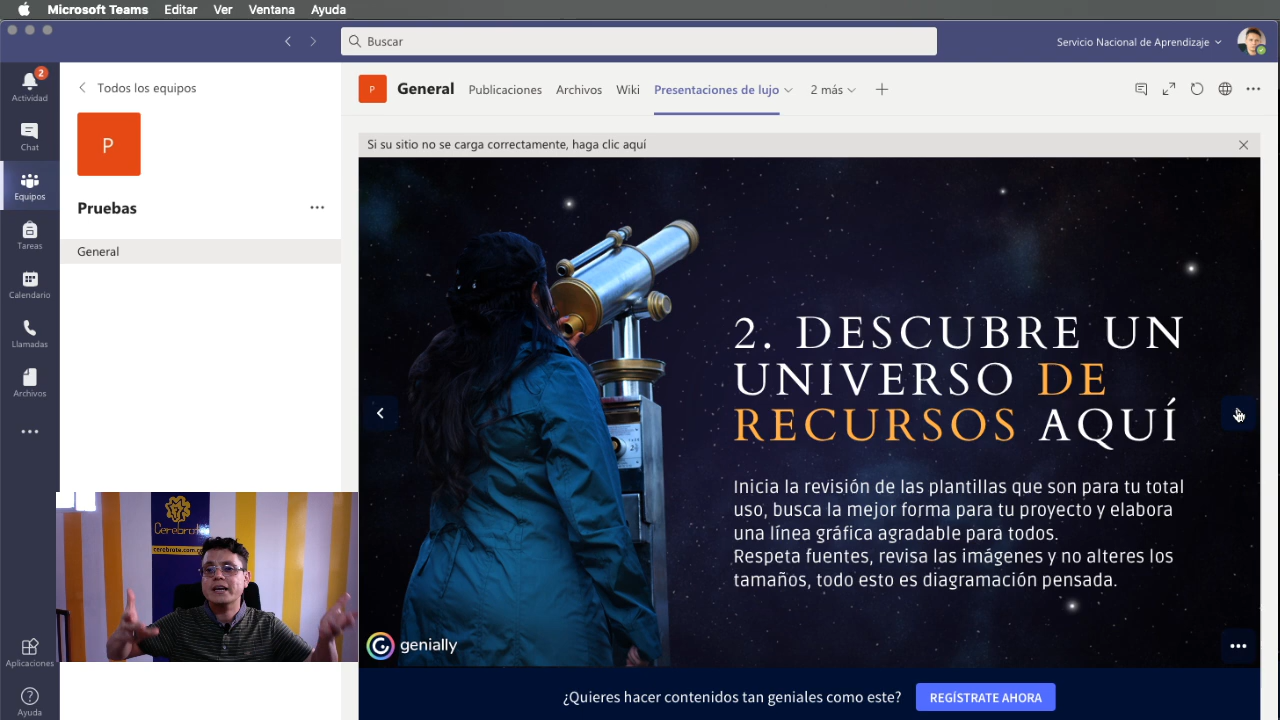 Microsoft Teams Editar Ver Ventana Ayuda
Buscar
Servicio Nacional de Aprendizaje
2
Actividad
Chat
Equipos
Tareas
Calendario
Llamadas
Archivos
Aplicaciones
Ayuda
Todos los equipos
P
Pruebas
General
P General Publicaciones Archivos Wiki Presentaciones de lujo 2 más
Si su sitio no se carga correctamente, haga clic aquí
2. DESCUBRE UN
UNIVERSO DE
RECURSOS AQUÍ
Inicia la revisión de las plantillas que son para tu total
uso, busca la mejor forma para tu proyecto y elabora
una línea gráfica agradable para todos.
Respeta fuentes, revisa las imágenes y no alteres los
tamaños, todo esto es diagramación pensada.
genially
¿Quieres hacer contenidos tan geniales como este? REGÍSTRATE AHORA
Cerebrote